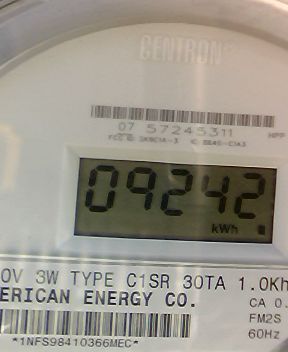 CENTRON®
07 57245311
HPP
09242
kWh
0V 3W TYPE C1SR 30TA 1.0Kh
ERICAN ENERGY CO.
CA 0.
FM2S
60Hz
*1NFS98410366MEC*